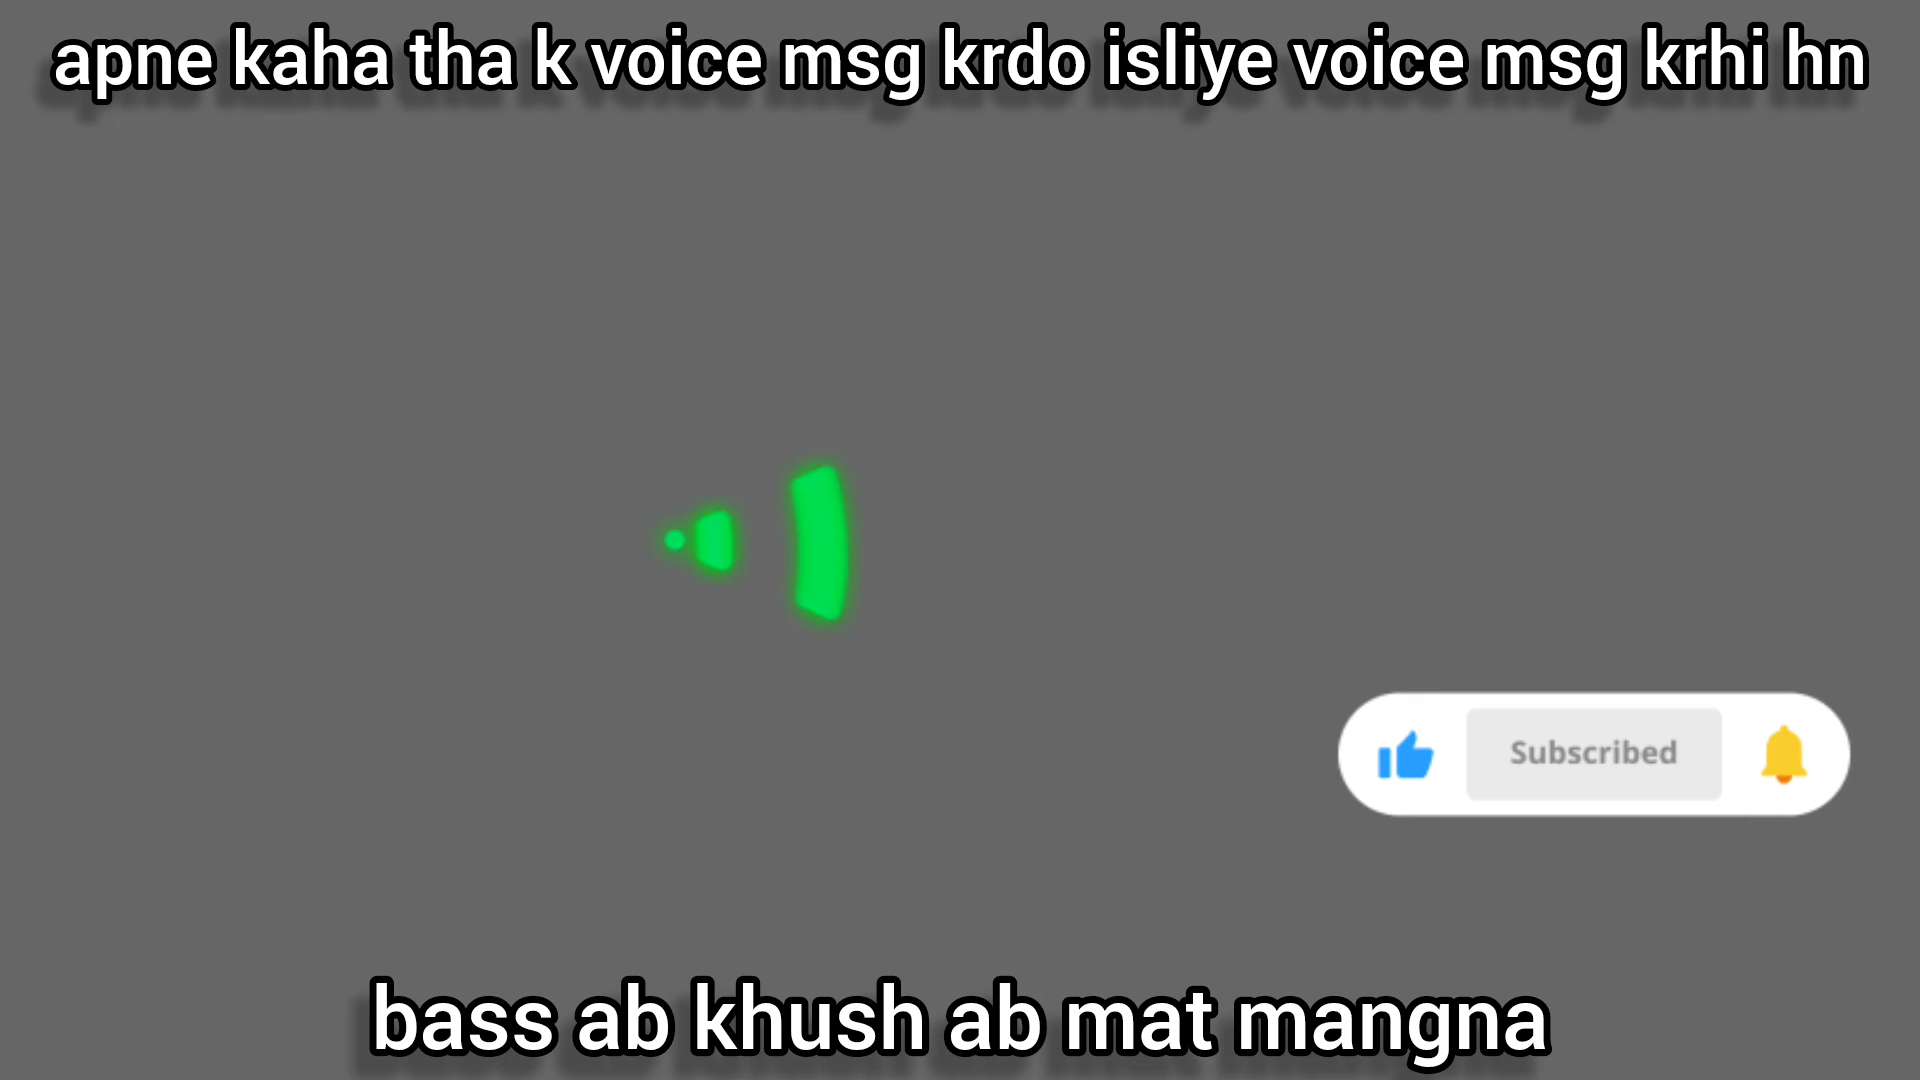 apne kaha tha k voice msg krdo isliye voice msg krhi hn
Subscribed
bass ab khush ab mat mangna